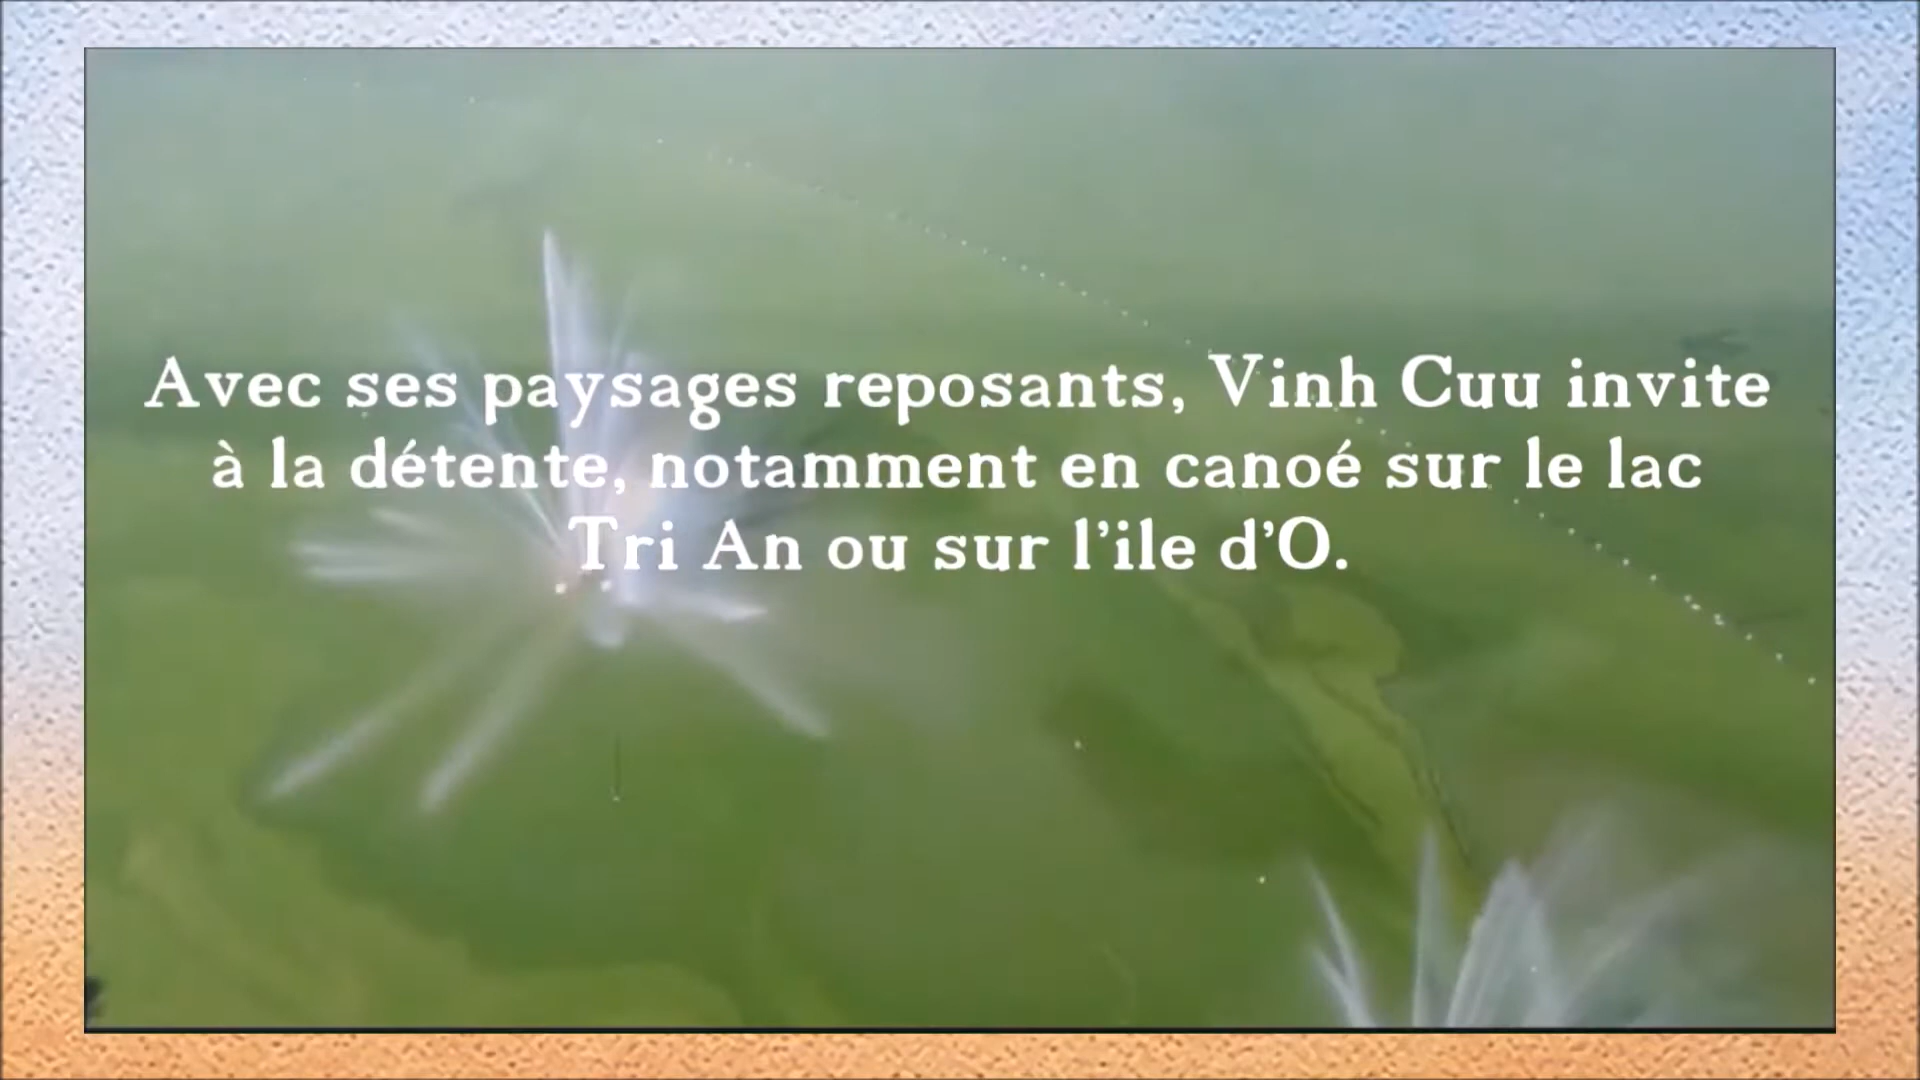 Avec ses paysages reposants, Vinh Cuu invite
à la détente, notamment en canoé sur le lac
Tri An ou sur l’ile d’O.